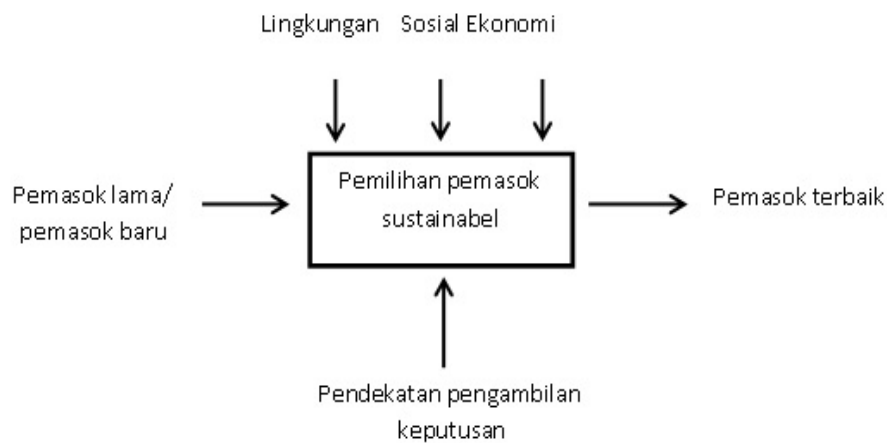 Lingkungan Sosial Ekonomi
Pemilihan pemasok
sustainabel
Pemasok lama/
pemasok baru
Pemasok terbaik
Pendekatan pengambilan
keputusan